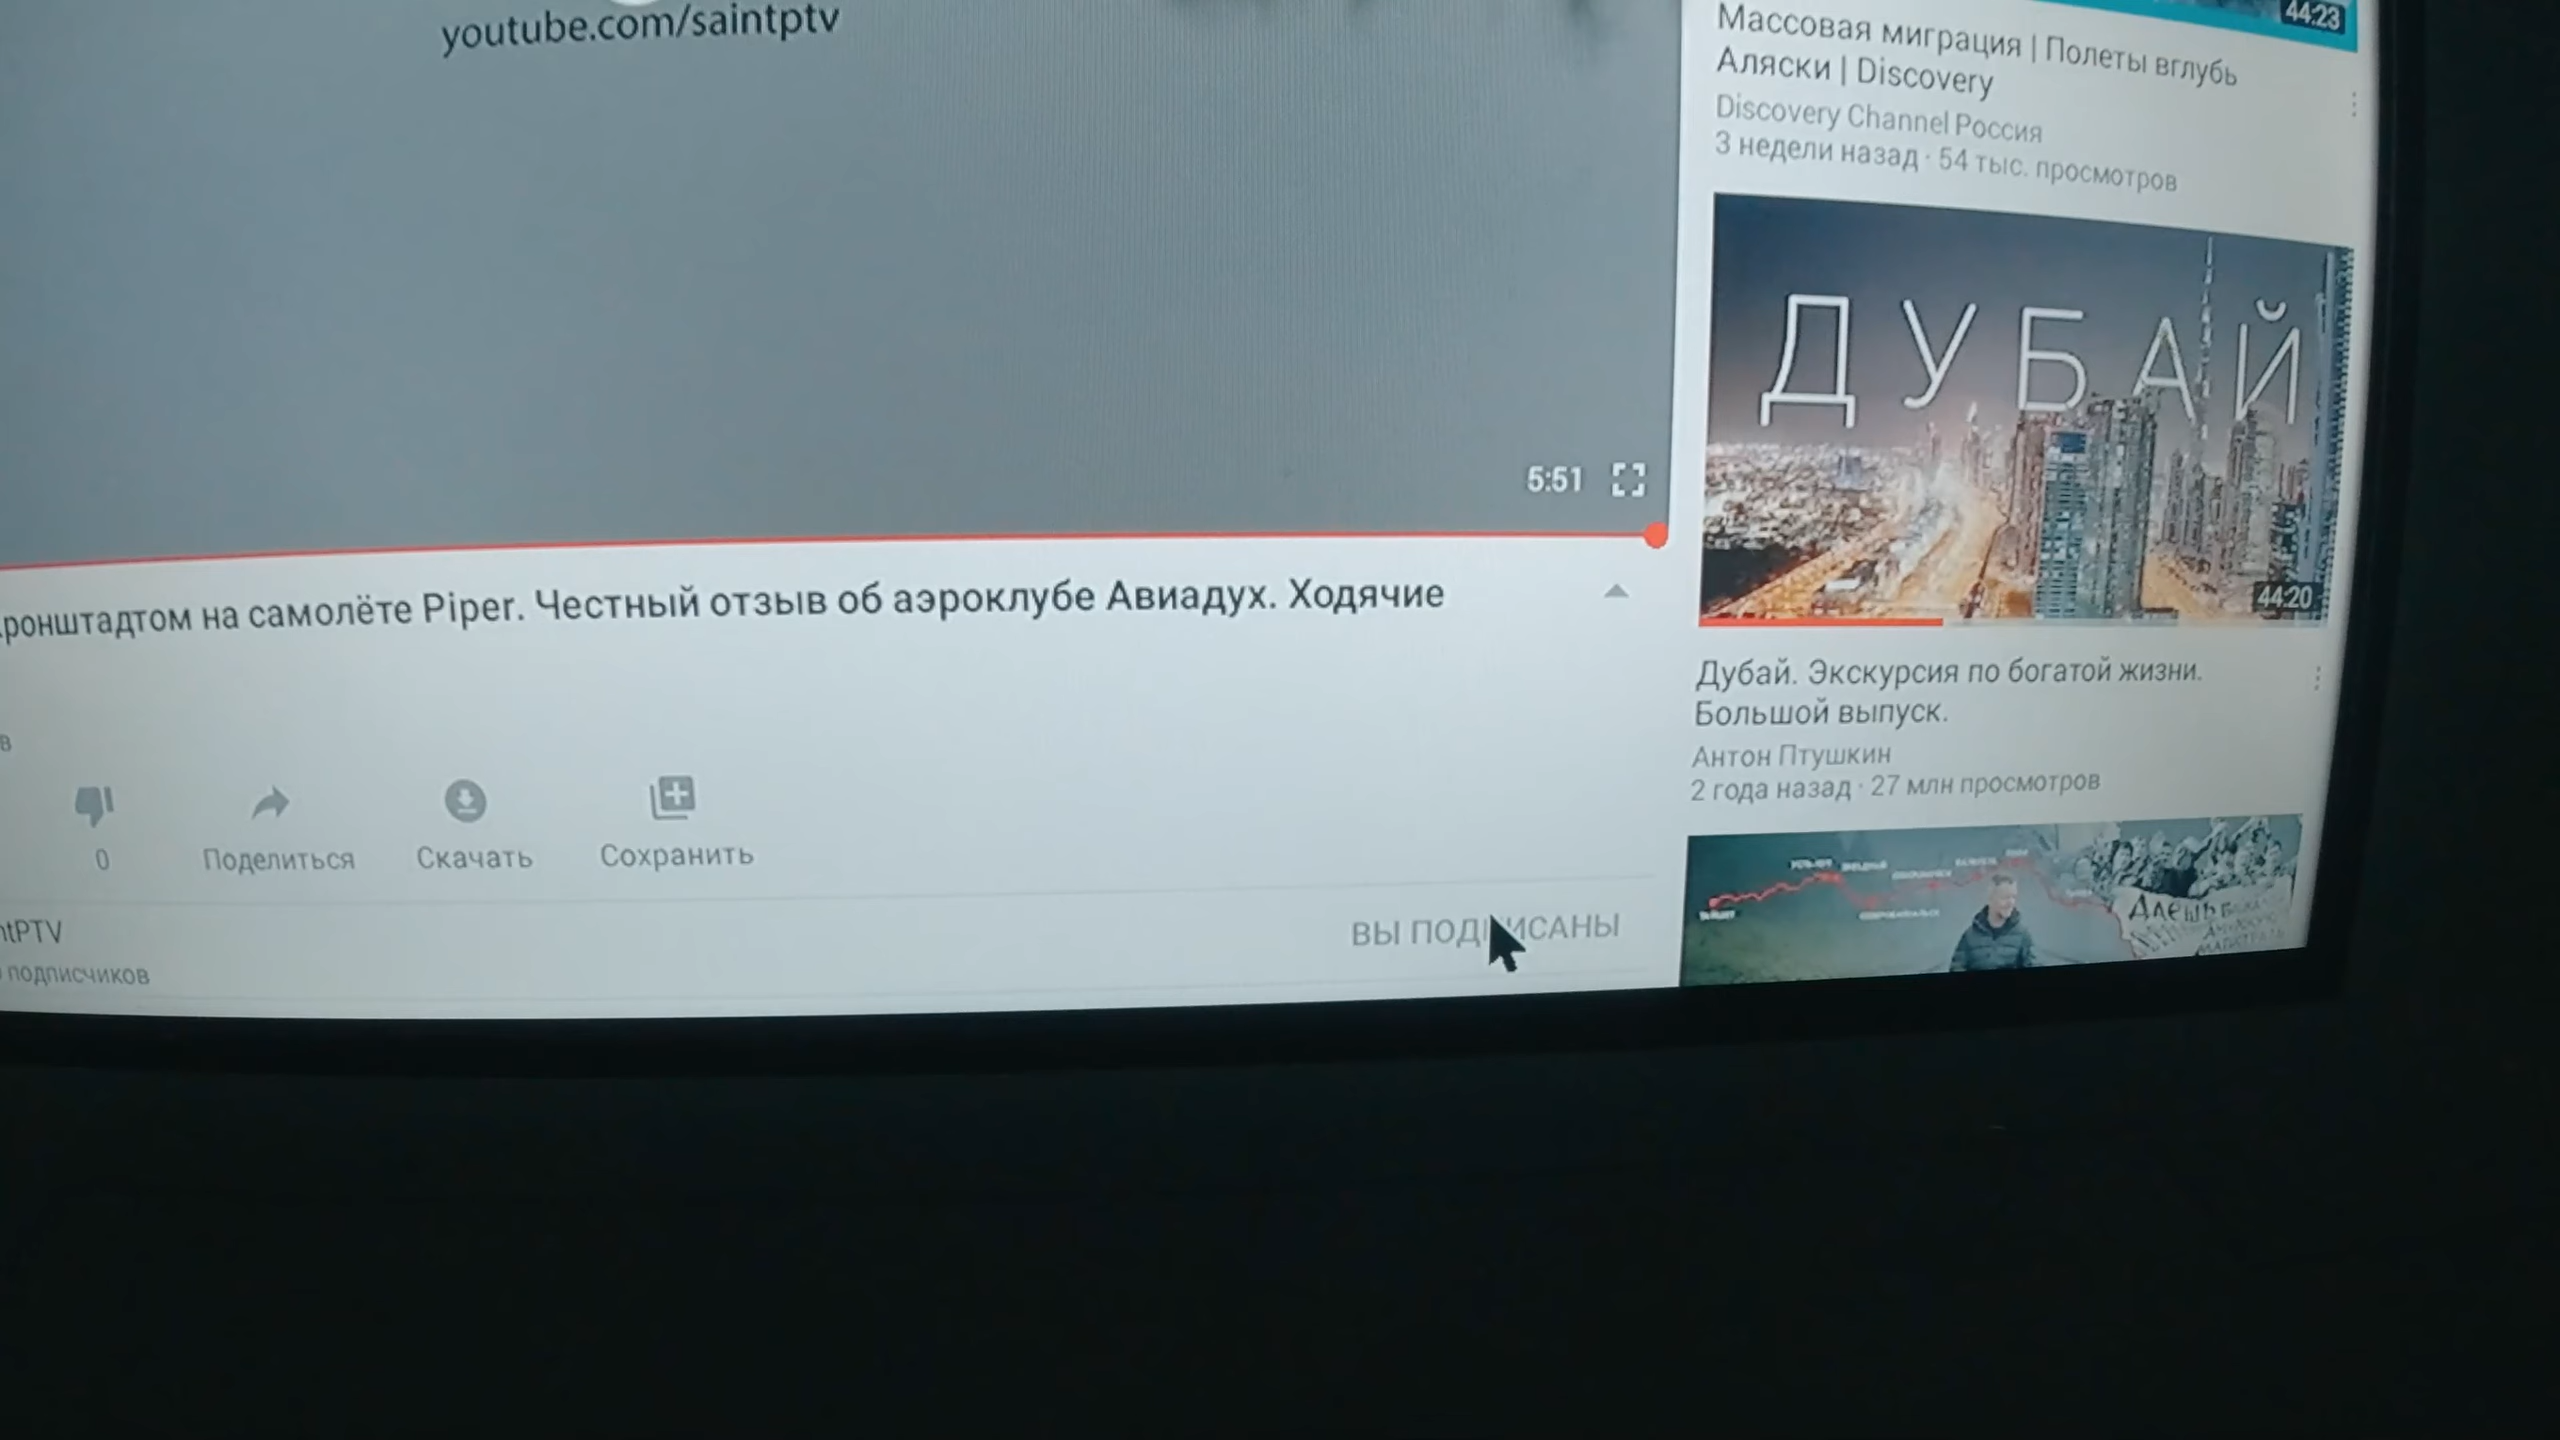 youtube.com/saintptv
5:51
ронштадтом на самолёте Piper. Честный отзыв об аэроклубе Авиадух. Ходячие
в
0
Поделиться
Скачать
Сохранить
ntPTV
подписчиков
ВЫ ПОДПИСАНЫ
44:23
Массовая миграция | Полеты вглубь
Аляски | Discovery
Discovery Channel Россия
3 недели назад · 54 тыс. просмотров
ДУБАЙ
44:20
Дубай. Экскурсия по богатой жизни.
Большой выпуск.
Антон Птушкин
2 года назад · 27 млн просмотров
ДАЕШЬ